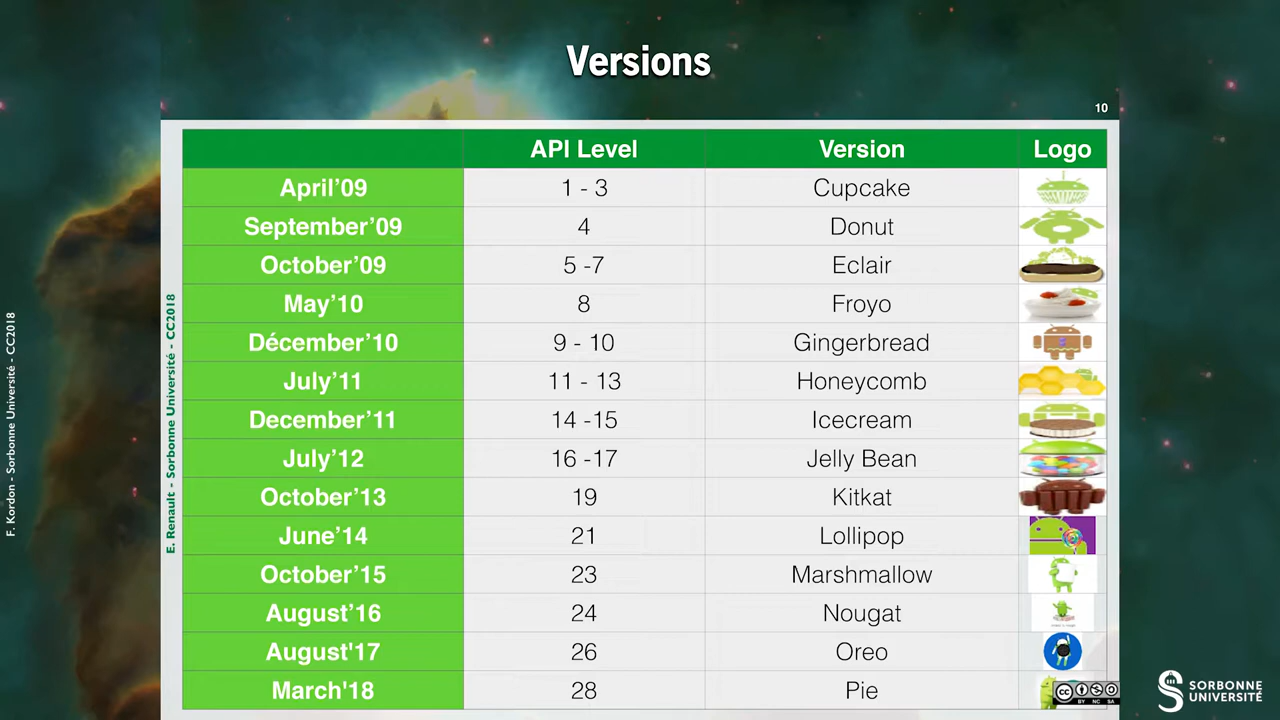 Versions
10
API Level Version Logo
April’09 1 - 3 Cupcake
September’09 4 Donut
October’09 5 -7 Eclair
May’10 8 Froyo
Décember’10 9 - 10 Gingerbread
July’11 11 - 13 Honeycomb
December’11 14 -15 Icecream
July’12 16 -17 Jelly Bean
October’13 19 Kitkat
June’14 21 Lollipop
October’15 23 Marshmallow
August’16 24 Nougat
August'17 26 Oreo
March'18 28 Pie
E. Renault - Sorbonne Université - CC2018
F. Kordon - Sorbonne Université - CC2018
cc
BY NC SA
SORBONNE
UNIVERSITÉ